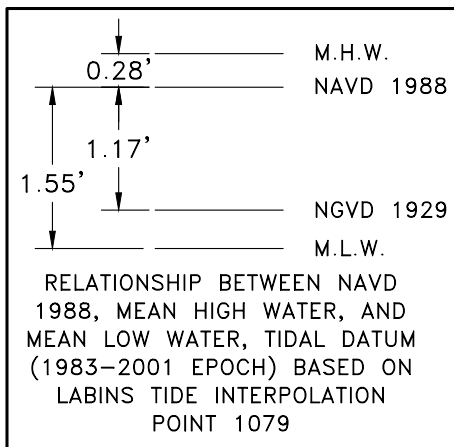 M.H.W.
0.28'
NAVD 1988
1.17'
1.55'
NGVD 1929
M.L.W.
RELATIONSHIP BETWEEN NAVD
1988, MEAN HIGH WATER, AND
MEAN LOW WATER, TIDAL DATUM
(1983–2001 EPOCH) BASED ON
LABINS TIDE INTERPOLATION
POINT 1079